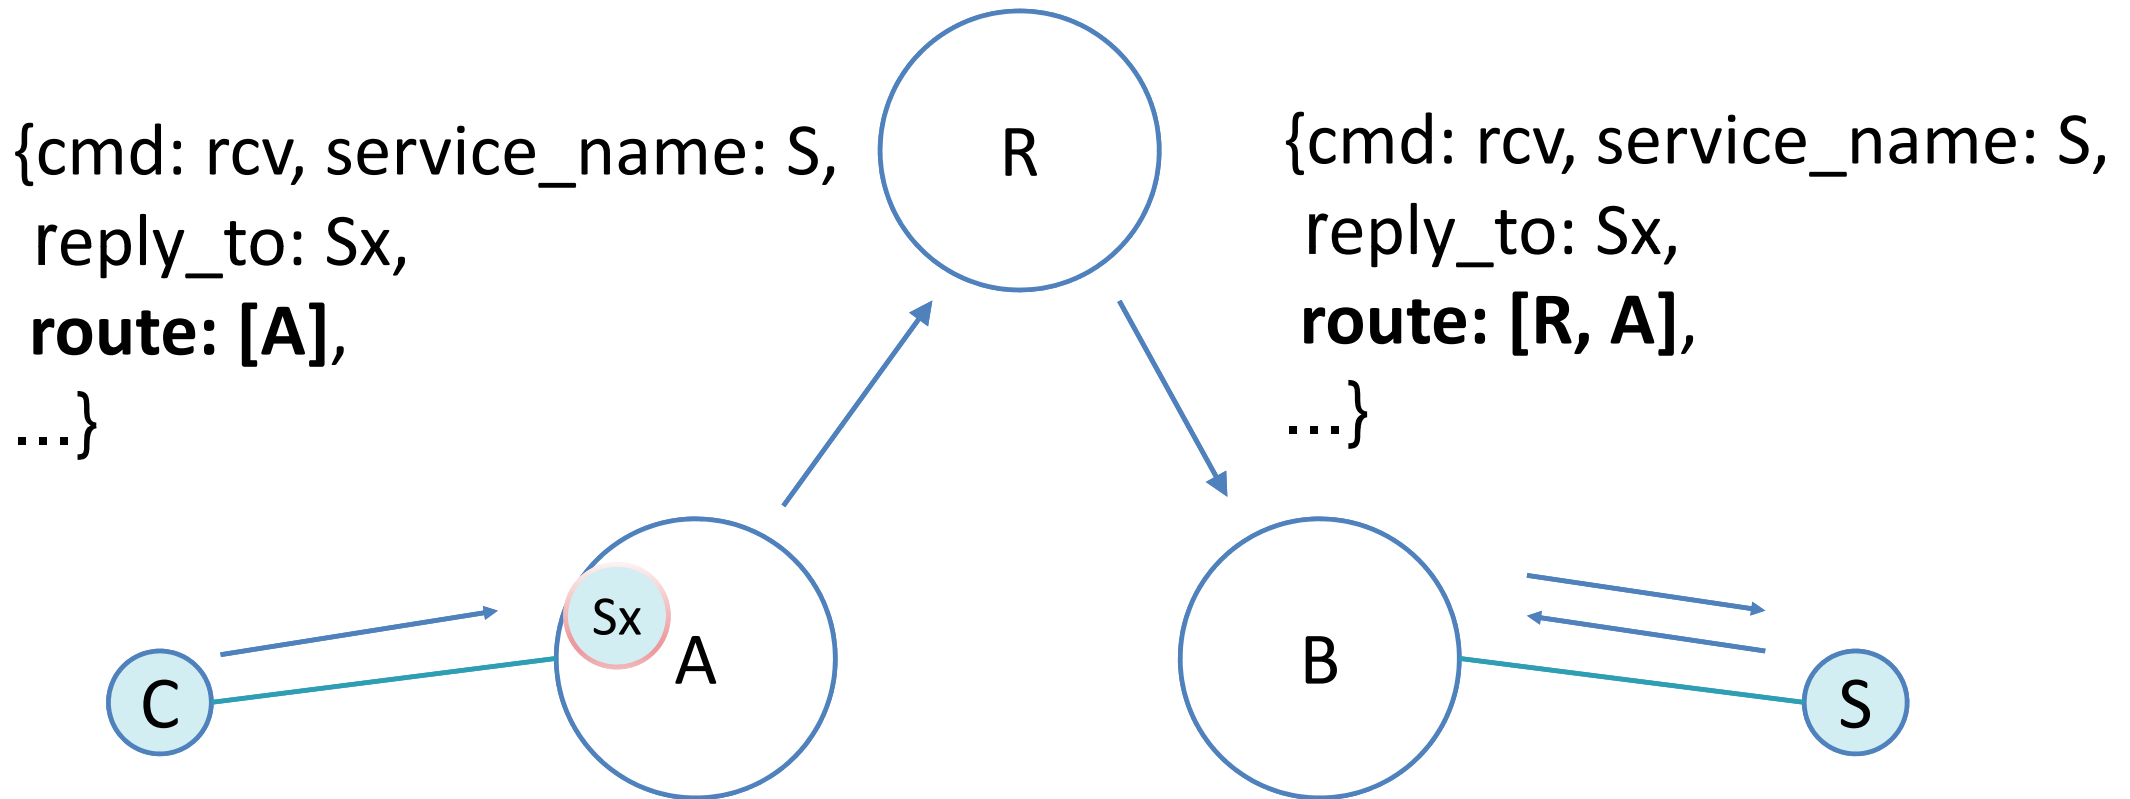 {cmd: rcv, service_name: S,
reply_to: Sx,
route: [A],
...}
R
{cmd: rcv, service_name: S,
reply_to: Sx,
route: [R, A],
...}
C
Sx
A
B
S